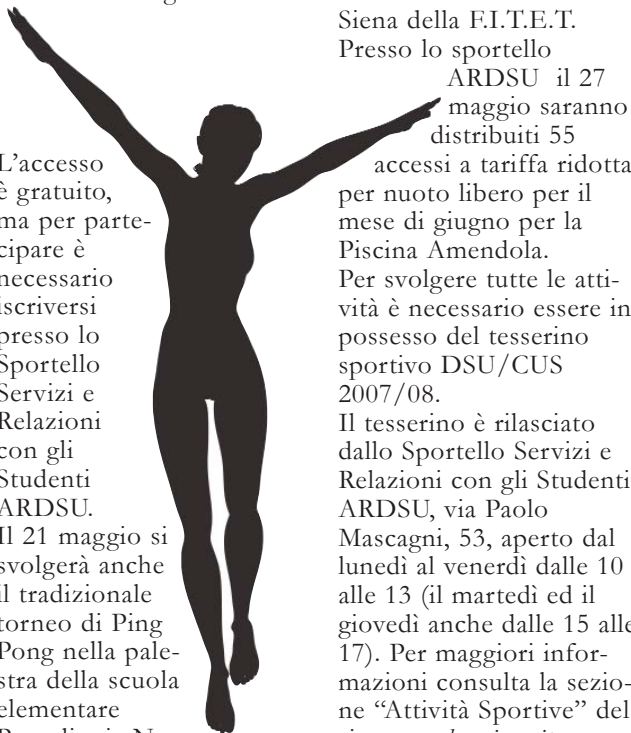 L'accesso
è gratuito,
ma per parte-
cipare è
necessario
iscriversi
presso lo
Sportello
Servizi e
Relazioni
con gli
Studenti
ARDSU.
Il 21 maggio si
svolgerà anche
il tradizionale
torneo di Ping
Pong nella pale-
stra della scuola
elementare
Siena della F.I.T.E.T.
Presso lo sportello
ARDSU il 27
maggio saranno
distribuiti 55
accessi a tariffa ridotta
per nuoto libero per il
mese di giugno per la
Piscina Amendola.
Per svolgere tutte le atti-
vità è necessario essere in
possesso del tesserino
sportivo DSU/CUS
2007/08.
Il tesserino è rilasciato
dallo Sportello Servizi e
Relazioni con gli Studenti
ARDSU, via Paolo
Mascagni, 53, aperto dal
lunedì al venerdì dalle 10
alle 13 (il martedì ed il
giovedì anche dalle 15 alle
17). Per maggiori infor-
mazioni consulta la sezio-
ne “Attività Sportive” del